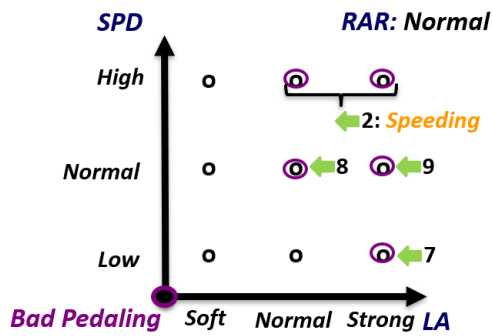 SPD
RAR: Normal
High
2: Speeding
Normal
8
9
Low
7
Bad Pedaling
Soft
Normal
Strong
LA